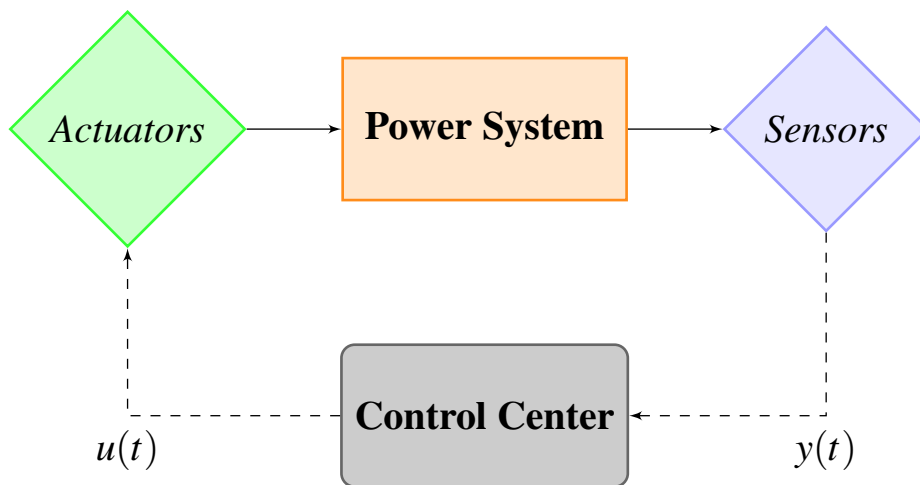 Actuators
Power System
Sensors
Control Center
u(t)
y(t)